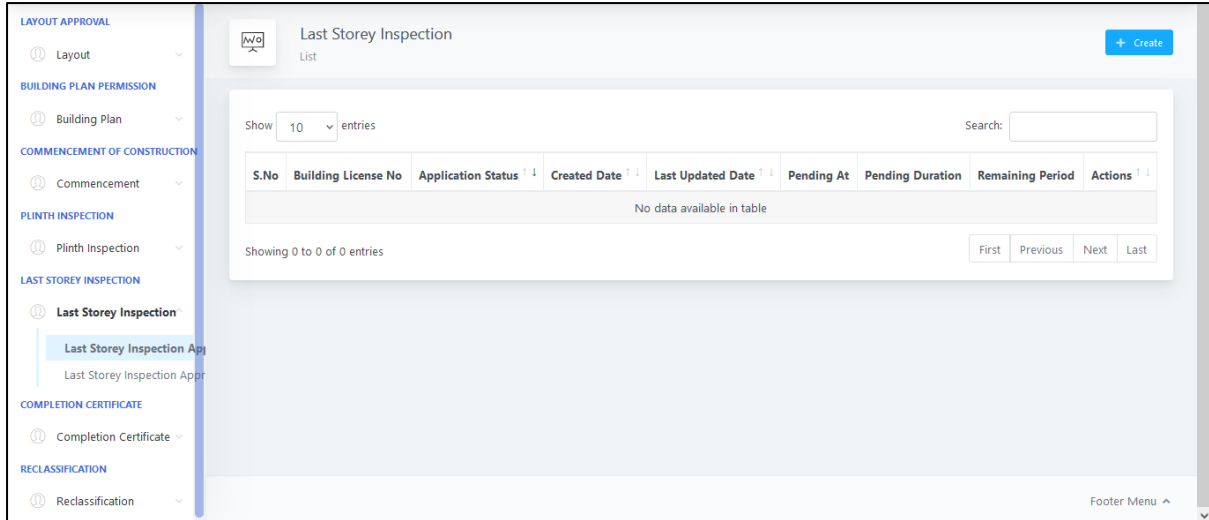 LAYOUT APPROVAL
Layout
BUILDING PLAN PERMISSION
Building Plan
COMMENCEMENT OF CONSTRUCTION
Commencement
PLINTH INSPECTION
Plinth Inspection
LAST STOREY INSPECTION
Last Storey Inspection
Last Storey Inspection App
Last Storey Inspection Appr
COMPLETION CERTIFICATE
Completion Certificate
RECLASSIFICATION
Reclassification
Last Storey Inspection
List
+ Create
Show 10 entries Search:
S.No Building License No Application Status Created Date Last Updated Date Pending At Pending Duration Remaining Period Actions
No data available in table
Showing 0 to 0 of 0 entries First Previous Next Last
Footer Menu